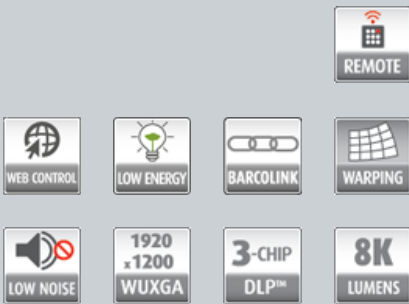 REMOTE
WEB CONTROL
LOW ENERGY
BARCOLINK
WARPING
LOW NOISE
1920
x1200
WUXGA
3-CHIP
DLP™
8K
LUMENS